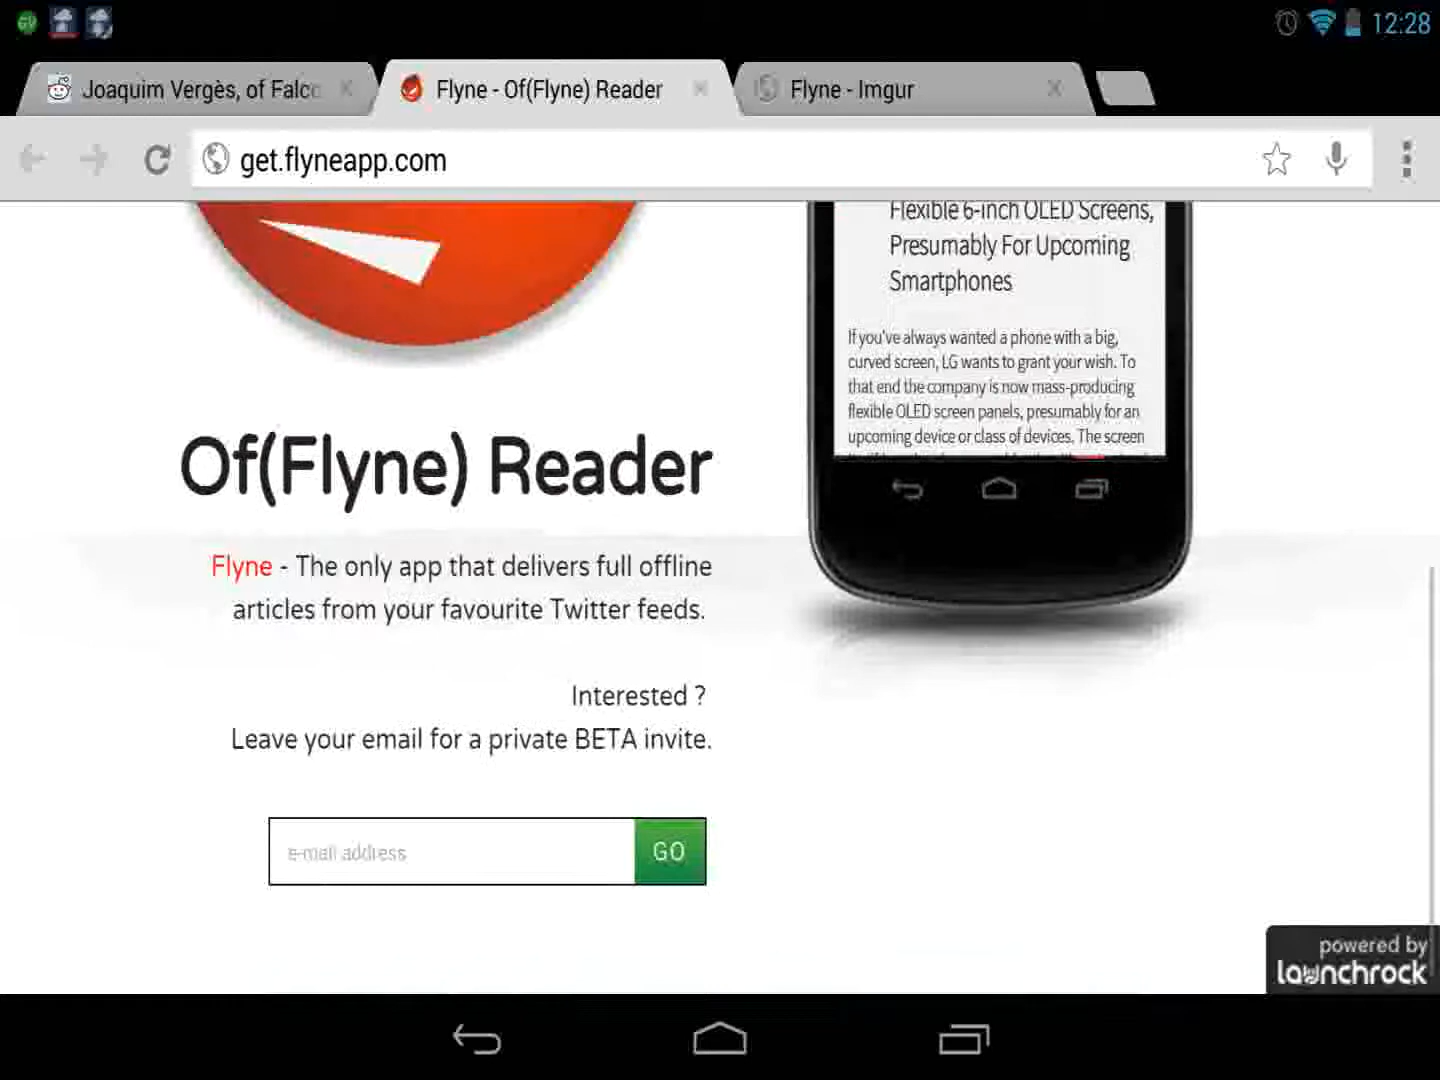 12:28
Joaquim Vergès, of Falc
Flyne - Of(Flyne) Reader
Flyne - Imgur
get.flyneapp.com
Flexible 6-inch OLED Screens,
Presumably For Upcoming
Smartphones
If you've always wanted a phone with a big,
curved screen, LG wants to grant your wish. To
that end the company is now mass-producing
flexible OLED screen panels, presumably for an
upcoming device or class of devices. The screen
Of(Flyne) Reader
Flyne - The only app that delivers full offline
articles from your favourite Twitter feeds.
Interested ?
Leave your email for a private BETA invite.
e-mail address
GO
powered by
launchrock